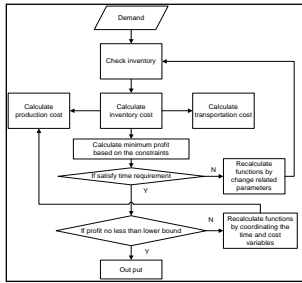 Demand
Check inventory
Calculate
production cost
Calculate
inventory cost
Calculate
transportation cost
Calculate minimum profit
based on the constraints
If satisfy time requirement
N
Recalculate
functions by
change related
parameters
Y
If profit no less than lower bound
N
Recalculate functions
by coordinating the
time and cost
variables
Y
Out put